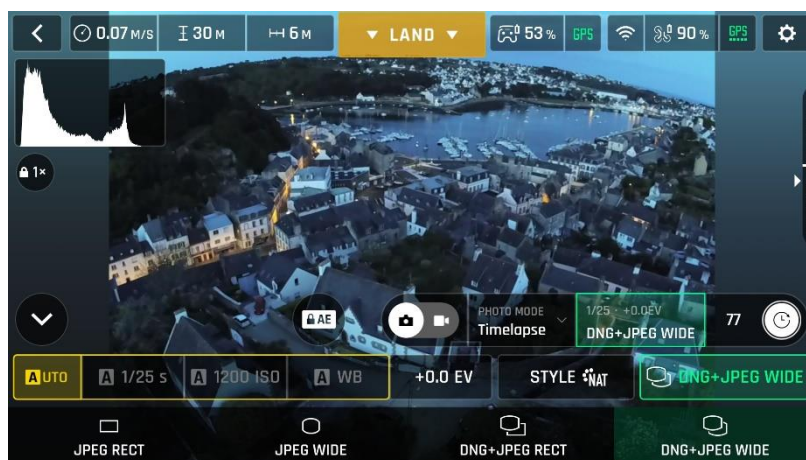 0.07 M/S 30 M 6 M LAND 53 % GPS 90 % GPS
1×
AE
PHOTO MODE
Timelapse
1/25 - +0.0EV
DNG+JPEG WIDE
77
AUTO A 1/25 s A 1200 ISO A WB +0.0 EV STYLE NAT DNG+JPEG WIDE
JPEG RECT JPEG WIDE DNG+JPEG RECT DNG+JPEG WIDE